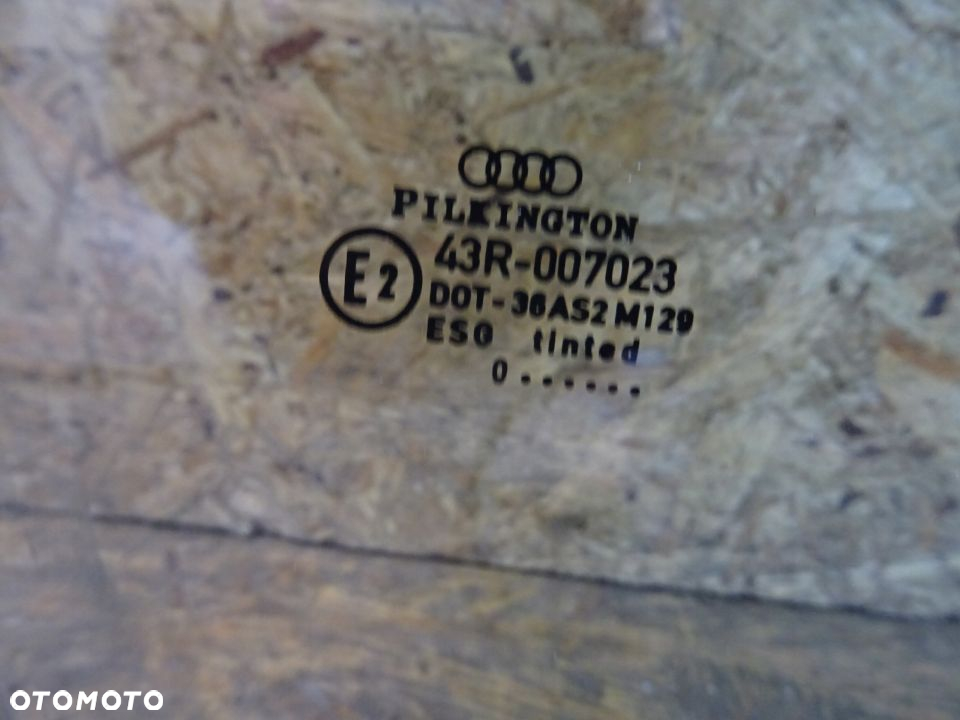 PILKINGTON
E2 43R-007023
DOT-36AS2 M129
ESG tinted
0......
OTOMOTO